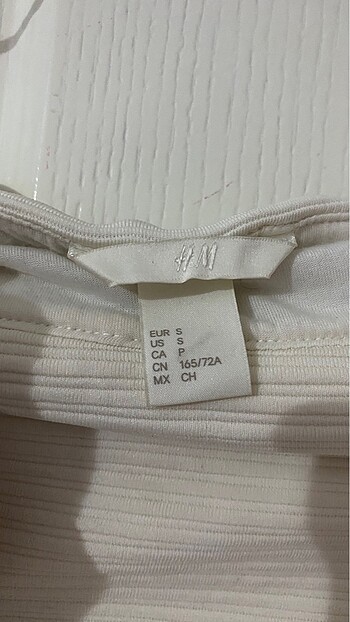 H&M
EUR S
US S
CA P
CN 165/72A
MX CH